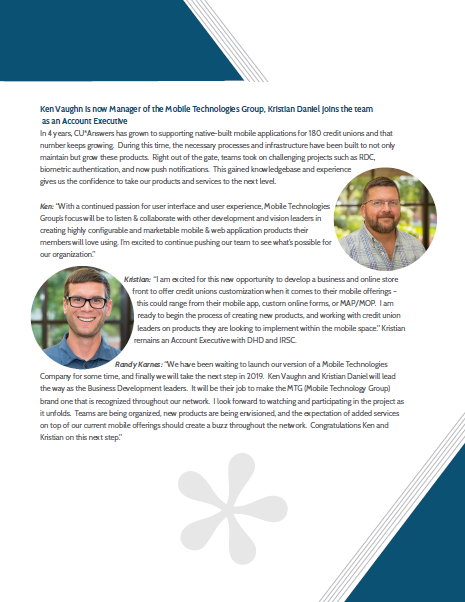 Ken Vaughn is now Manager of the Mobile Technologies Group, Kristian Daniel joins the team
as an Account Executive
In 4 years, CU*Answers has grown to supporting native-built mobile applications for 180 credit unions and that
number keeps growing. During this time, the necessary processes and infrastructure have been built to not only
maintain but grow these products. Right out of the gate, teams took on challenging projects such as RDC,
biometric authentication, and now push notifications. This gained knowledgebase and experience
gives us the confidence to take our products and services to the next level.
Ken: "With a continued passion for user interface and user experience, Mobile Technologies
Group's focus will be to listen & collaborate with other development and vision leaders in
creating highly configurable and marketable mobile & web application products their
members will love using. I'm excited to continue pushing our team to see what's possible for
our organization."
Kristian: "I am excited for this new opportunity to develop a business and online store
front to offer credit unions customization when it comes to their mobile offerings –
this could range from their mobile app, custom online forms, or MAP/MOP. I am
ready to begin the process of creating new products, and working with credit union
leaders on products they are looking to implement within the mobile space." Kristian
remains an Account Executive with DHD and IRSC.
Randy Karnes: "We have been waiting to launch our version of a Mobile Technologies
Company for some time, and finally we will take the next step in 2019. Ken Vaughn and Kristian Daniel will lead
the way as the Business Development leaders. It will be their job to make the MTG (Mobile Technology Group)
brand one that is recognized throughout our network. I look forward to watching and participating in the project as
it unfolds. Teams are being organized, new products are being envisioned, and the expectation of added services
on top of our current mobile offerings should create a buzz throughout the network. Congratulations Ken and
Kristian on this next step."